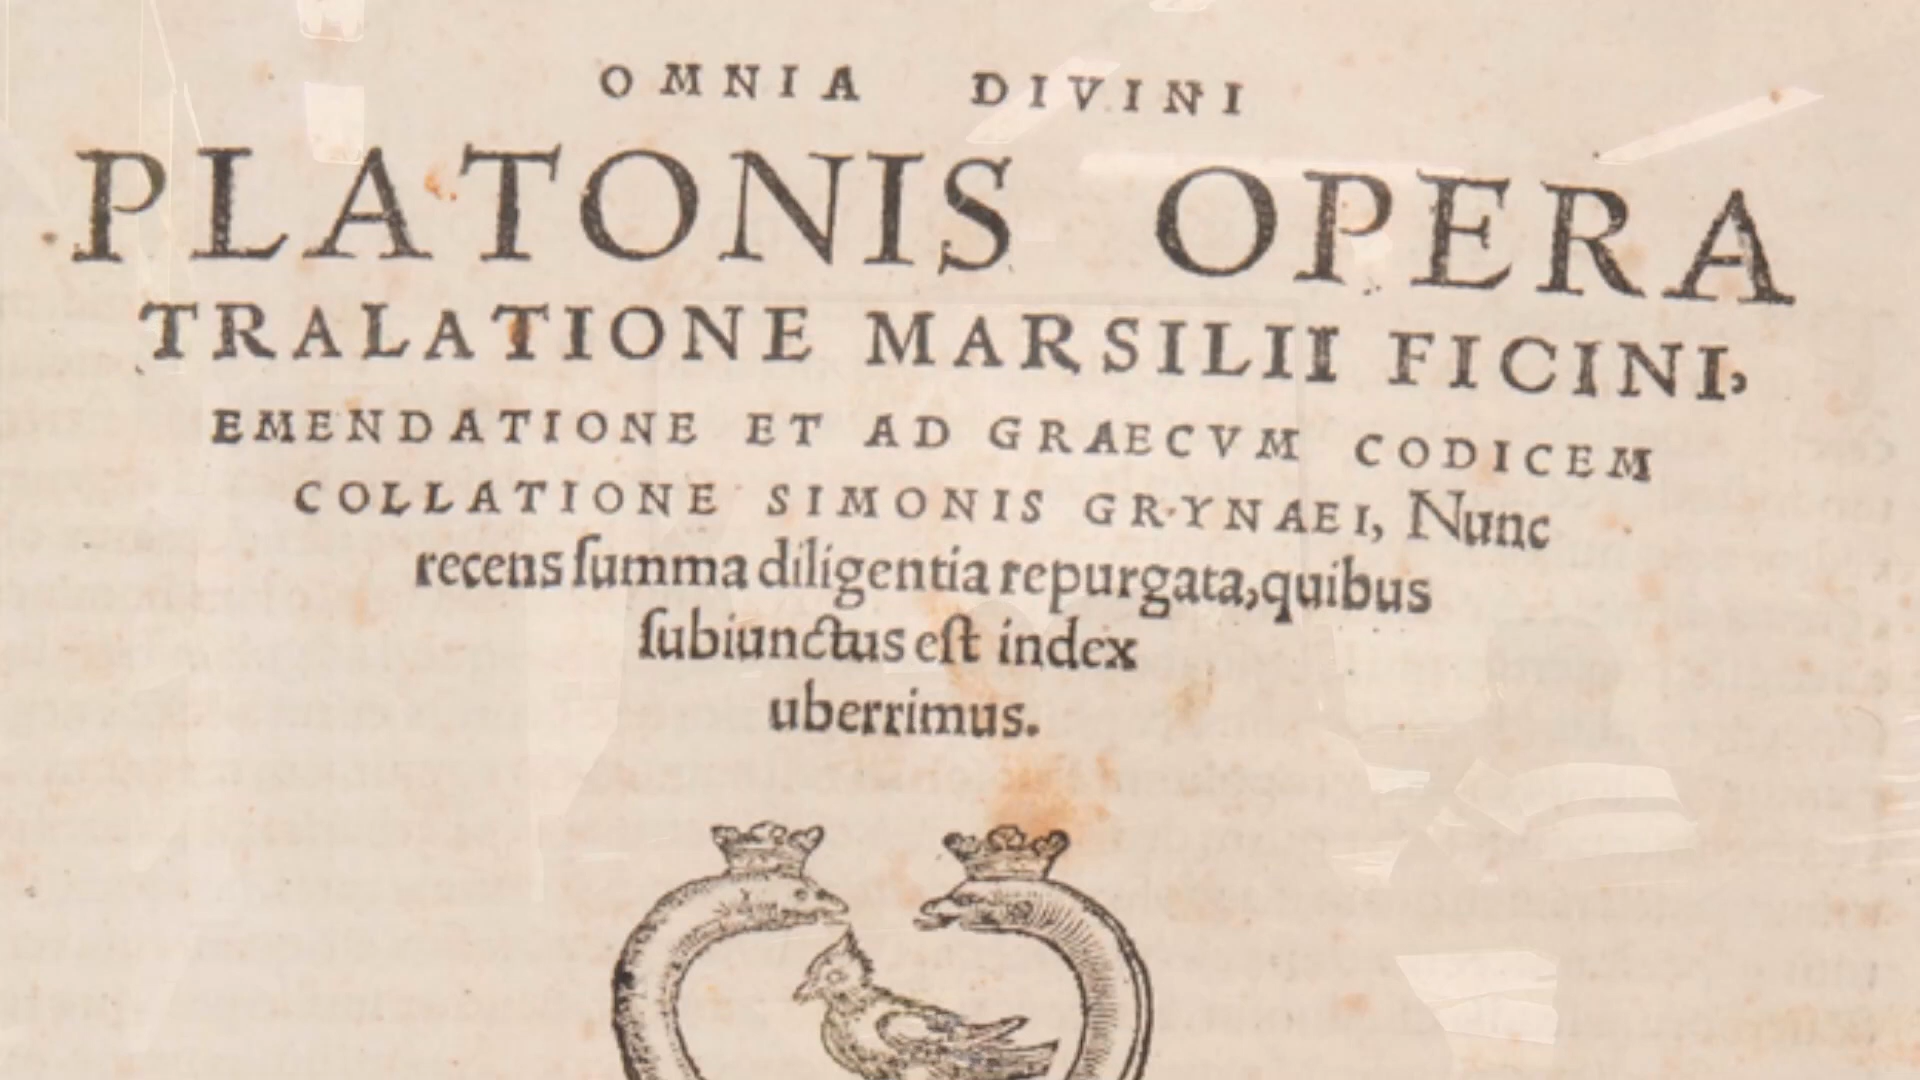 OMNIA DIVINI
PLATONIS OPERA
TRALATIONE MARSILII FICINI,
EMENDATIONE ET AD GRAECVM CODICEM
COLLATIONE SIMONIS GRYNAEI, Nunc
recens ſumma diligentia repurgata, quibus
ſubiunctus eſt index
uberrimus.